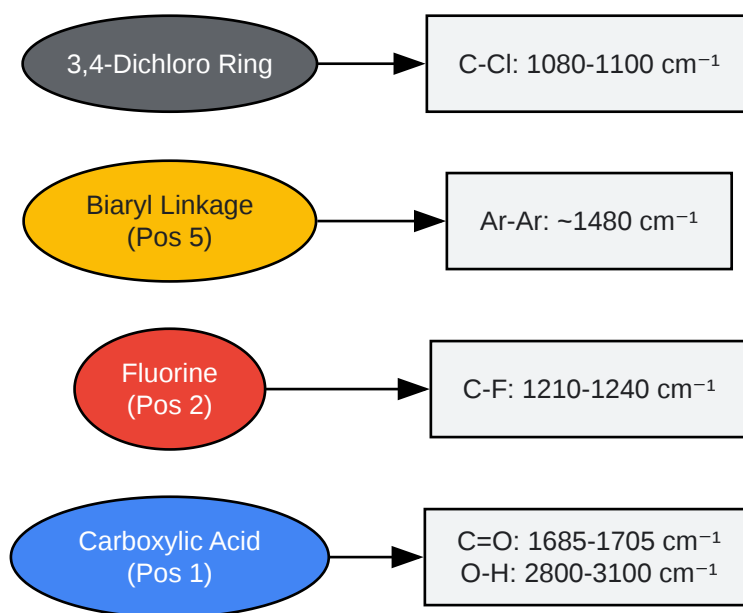 3,4-Dichloro Ring
C-Cl: 1080-1100 cm⁻¹
Biaryl Linkage
(Pos 5)
Ar-Ar: ~1480 cm⁻¹
Fluorine
(Pos 2)
C-F: 1210-1240 cm⁻¹
Carboxylic Acid
(Pos 1)
C=O: 1685-1705 cm⁻¹
O-H: 2800-3100 cm⁻¹